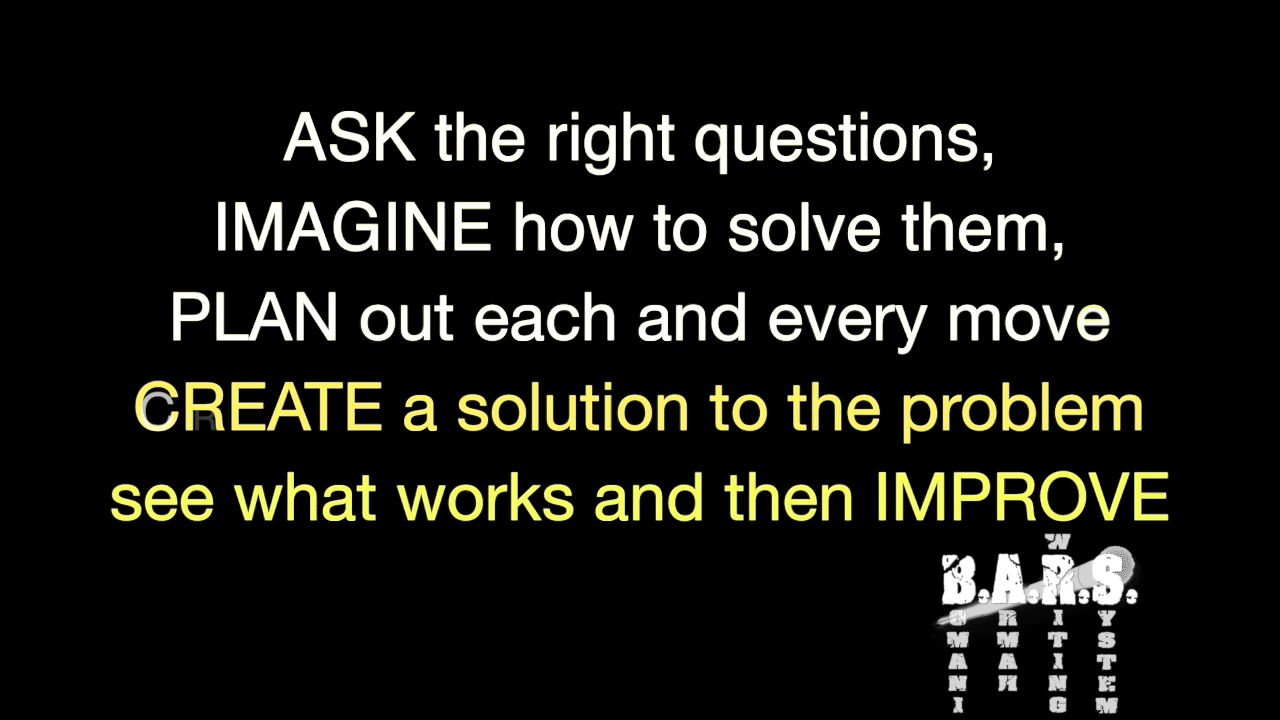 ASK the right questions,
IMAGINE how to solve them,
PLAN out each and every move
CREATE a solution to the problem
see what works and then IMPROVE
B.A.R.S.